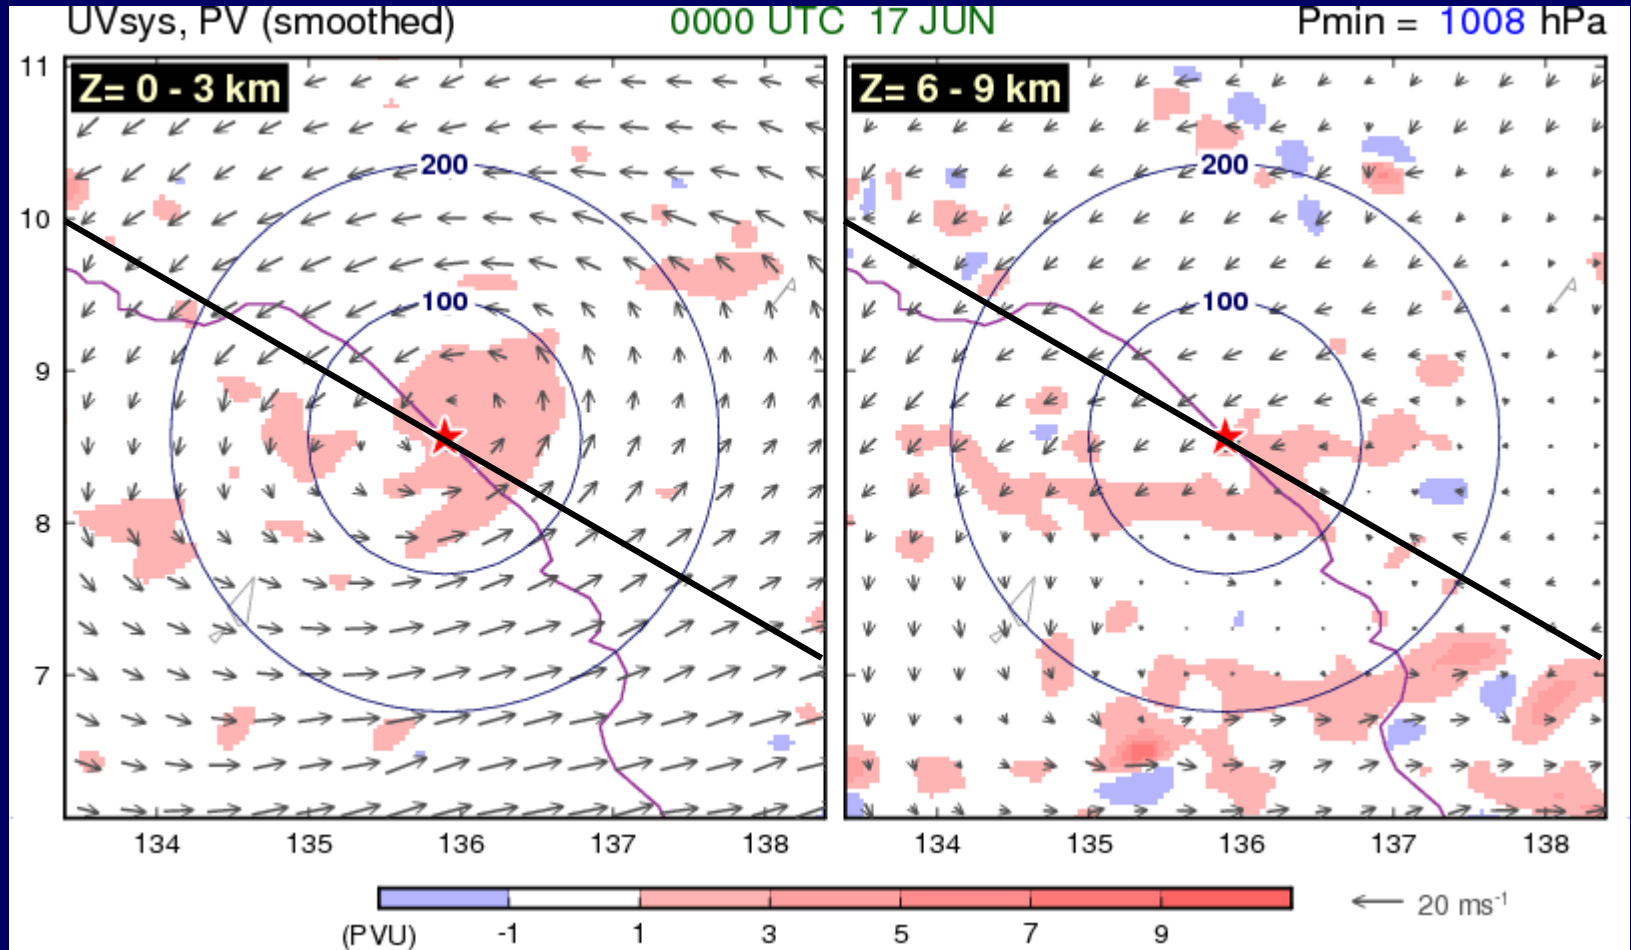 UVsys, PV (smoothed) 0000 UTC 17 JUN Pmin = 1008 hPa
Z= 0 - 3 km Z= 6 - 9 km
11
10
9
8
7
200 200
100 100
134 135 136 137 138 134 135 136 137 138
(PVU) -1 1 3 5 7 9 20 ms-1